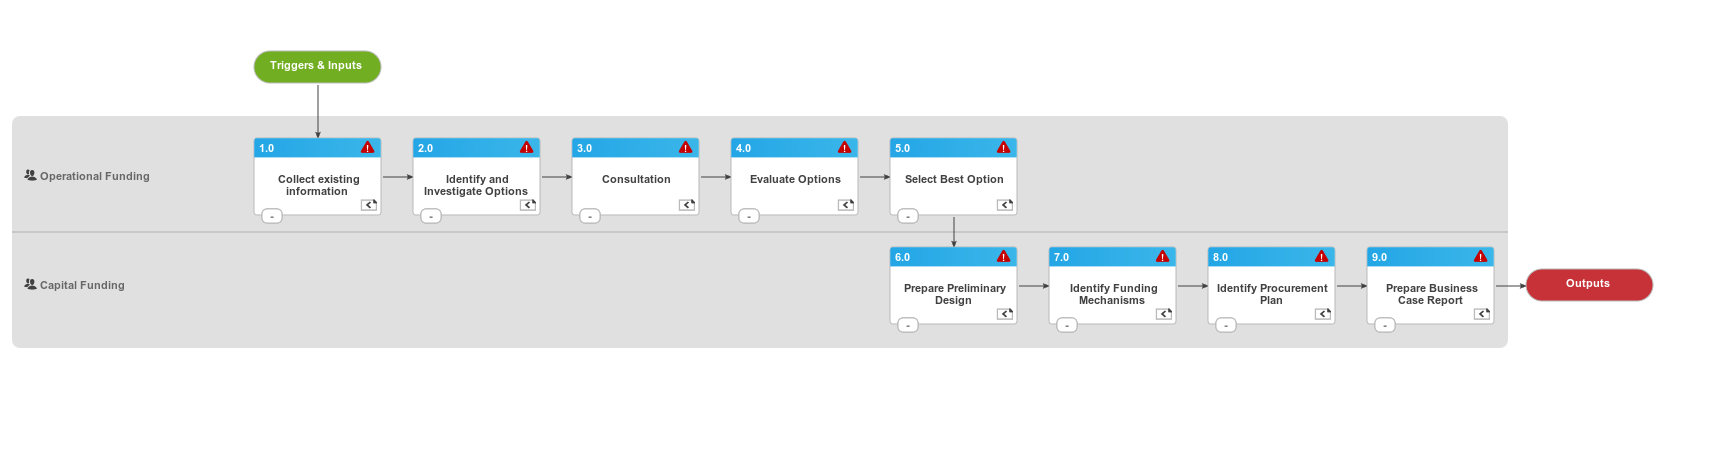 Triggers & Inputs
Operational Funding
1.0
Collect existing
information
-
2.0
Identify and
Investigate Options
-
3.0
Consultation
-
4.0
Evaluate Options
-
5.0
Select Best Option
-
Capital Funding
6.0
Prepare Preliminary
Design
-
7.0
Identify Funding
Mechanisms
-
8.0
Identify Procurement
Plan
-
9.0
Prepare Business
Case Report
-
Outputs